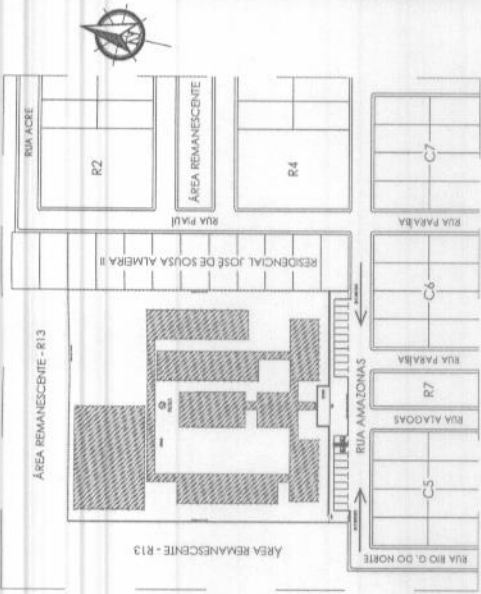 RUA ACRE
R2
ÁREA REMANESCENTE
R4
C7
RUA PIAUÍ
RUA PARAÍBA
RESIDENCIAL JOSÉ DE SOUSA ALMEIRA II
C6
ÁREA REMANESCENTE - R13
RUA PARAÍBA
RUA AMAZONAS
R7
RUA ALAGOAS
C5
ÁREA REMANESCENTE - R13
RUA RIO G. DO NORTE